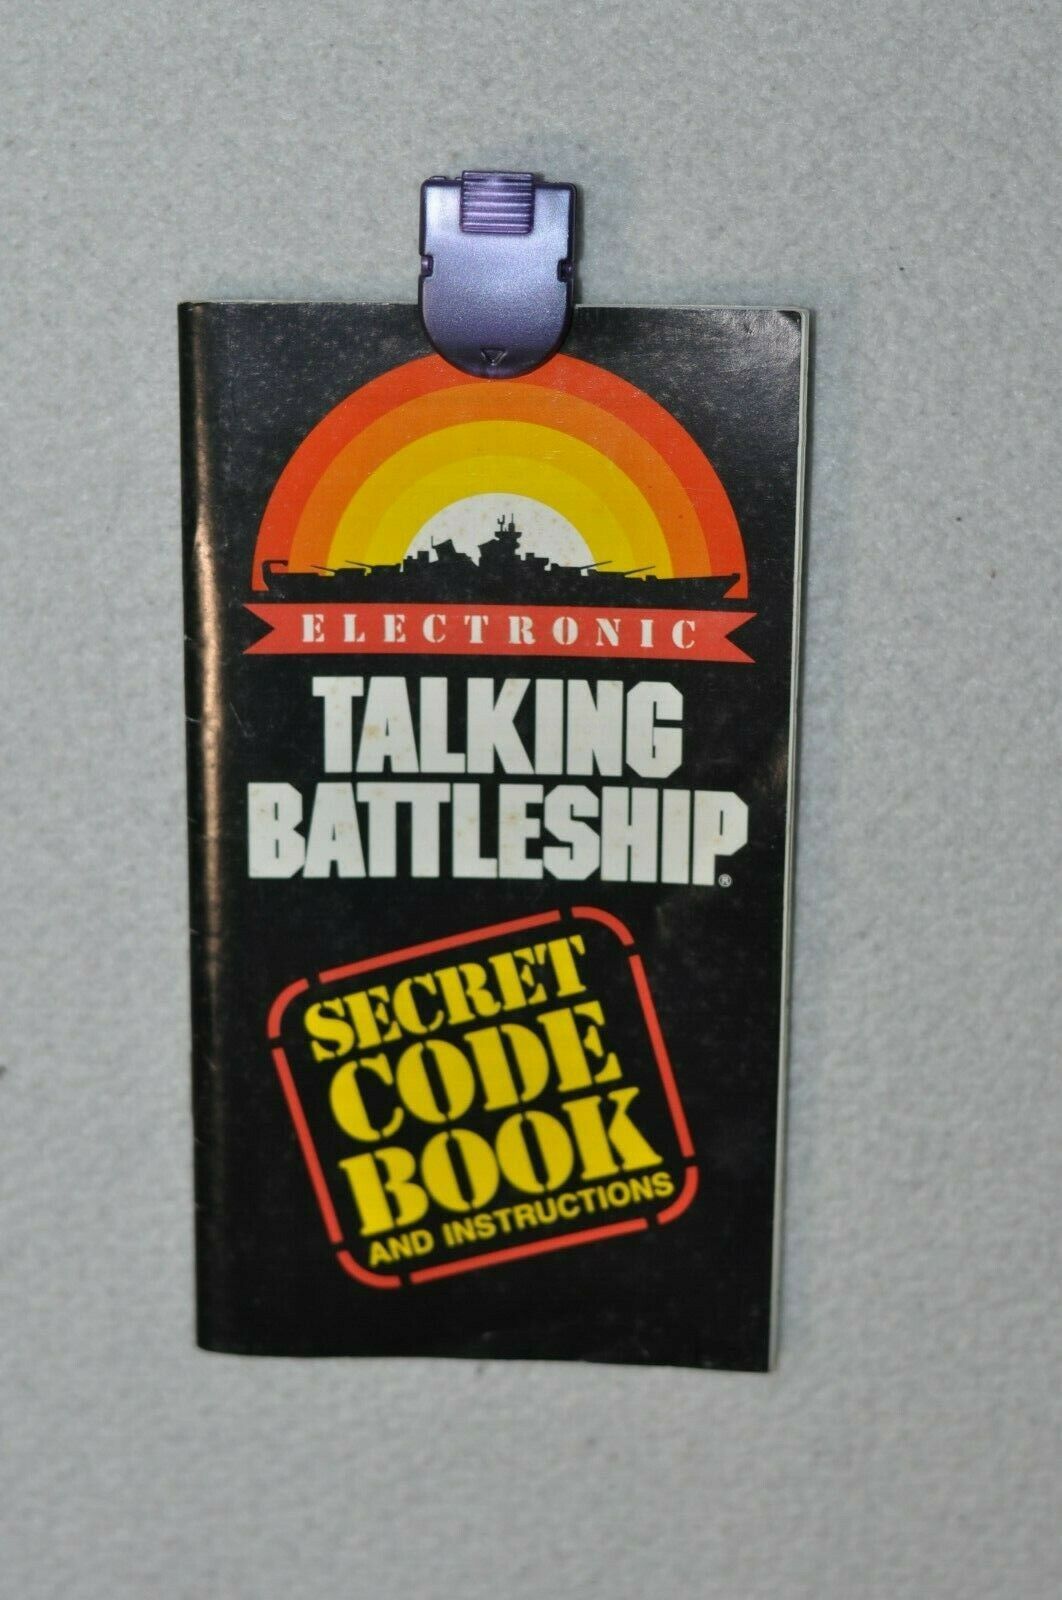 ELECTRONIC
TALKING
BATTLESHIP®
SECRET
CODE
BOOK
AND INSTRUCTIONS